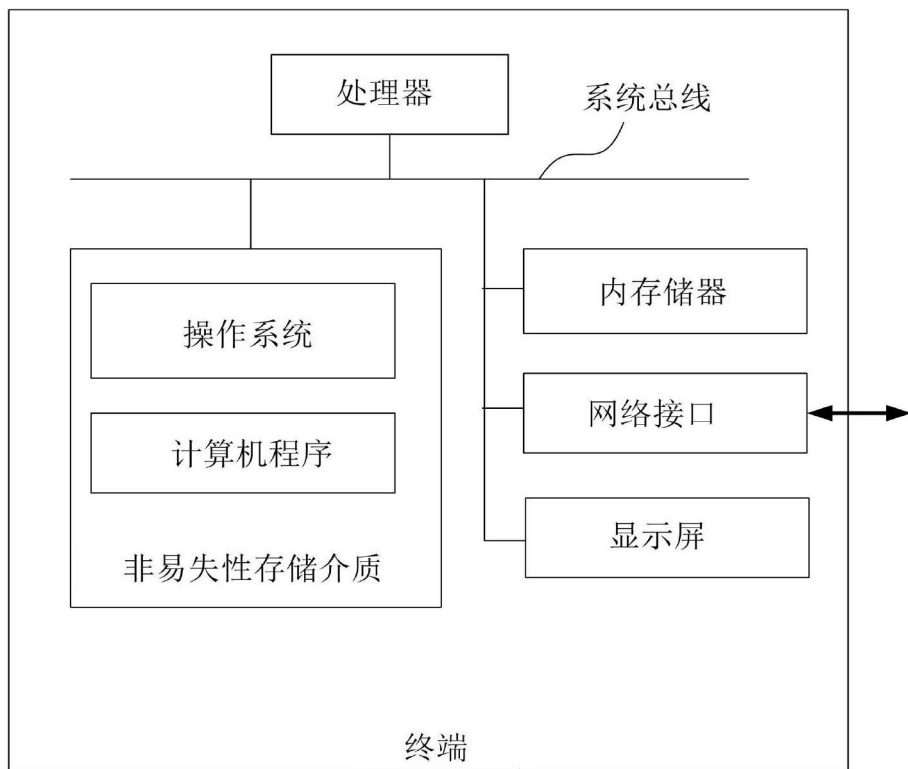 处理器
系统总线
操作系统
计算机程序
非易失性存储介质
内存储器
网络接口
显示屏
终端